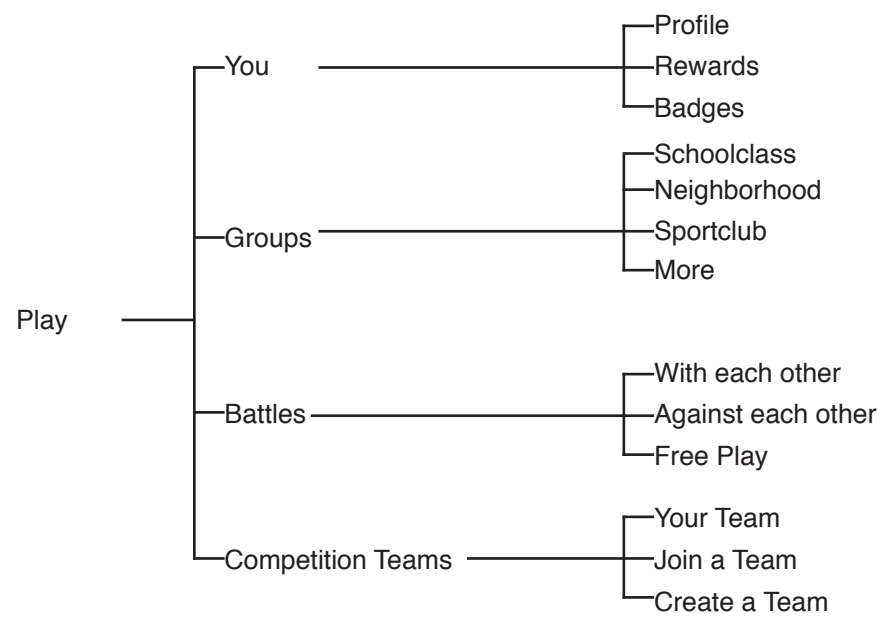 Play
You
Profile
Rewards
Badges
Groups
Schoolclass
Neighborhood
Sportclub
More
Battles
With each other
Against each other
Free Play
Competition Teams
Your Team
Join a Team
Create a Team